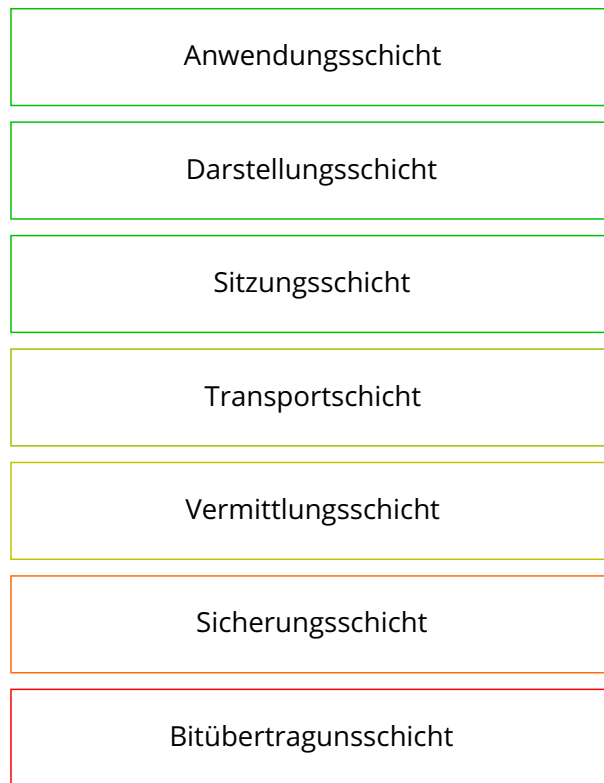 Anwendungsschicht
Darstellungsschicht
Sitzungsschicht
Transportschicht
Vermittlungsschicht
Sicherungsschicht
Bitübertragunsschicht